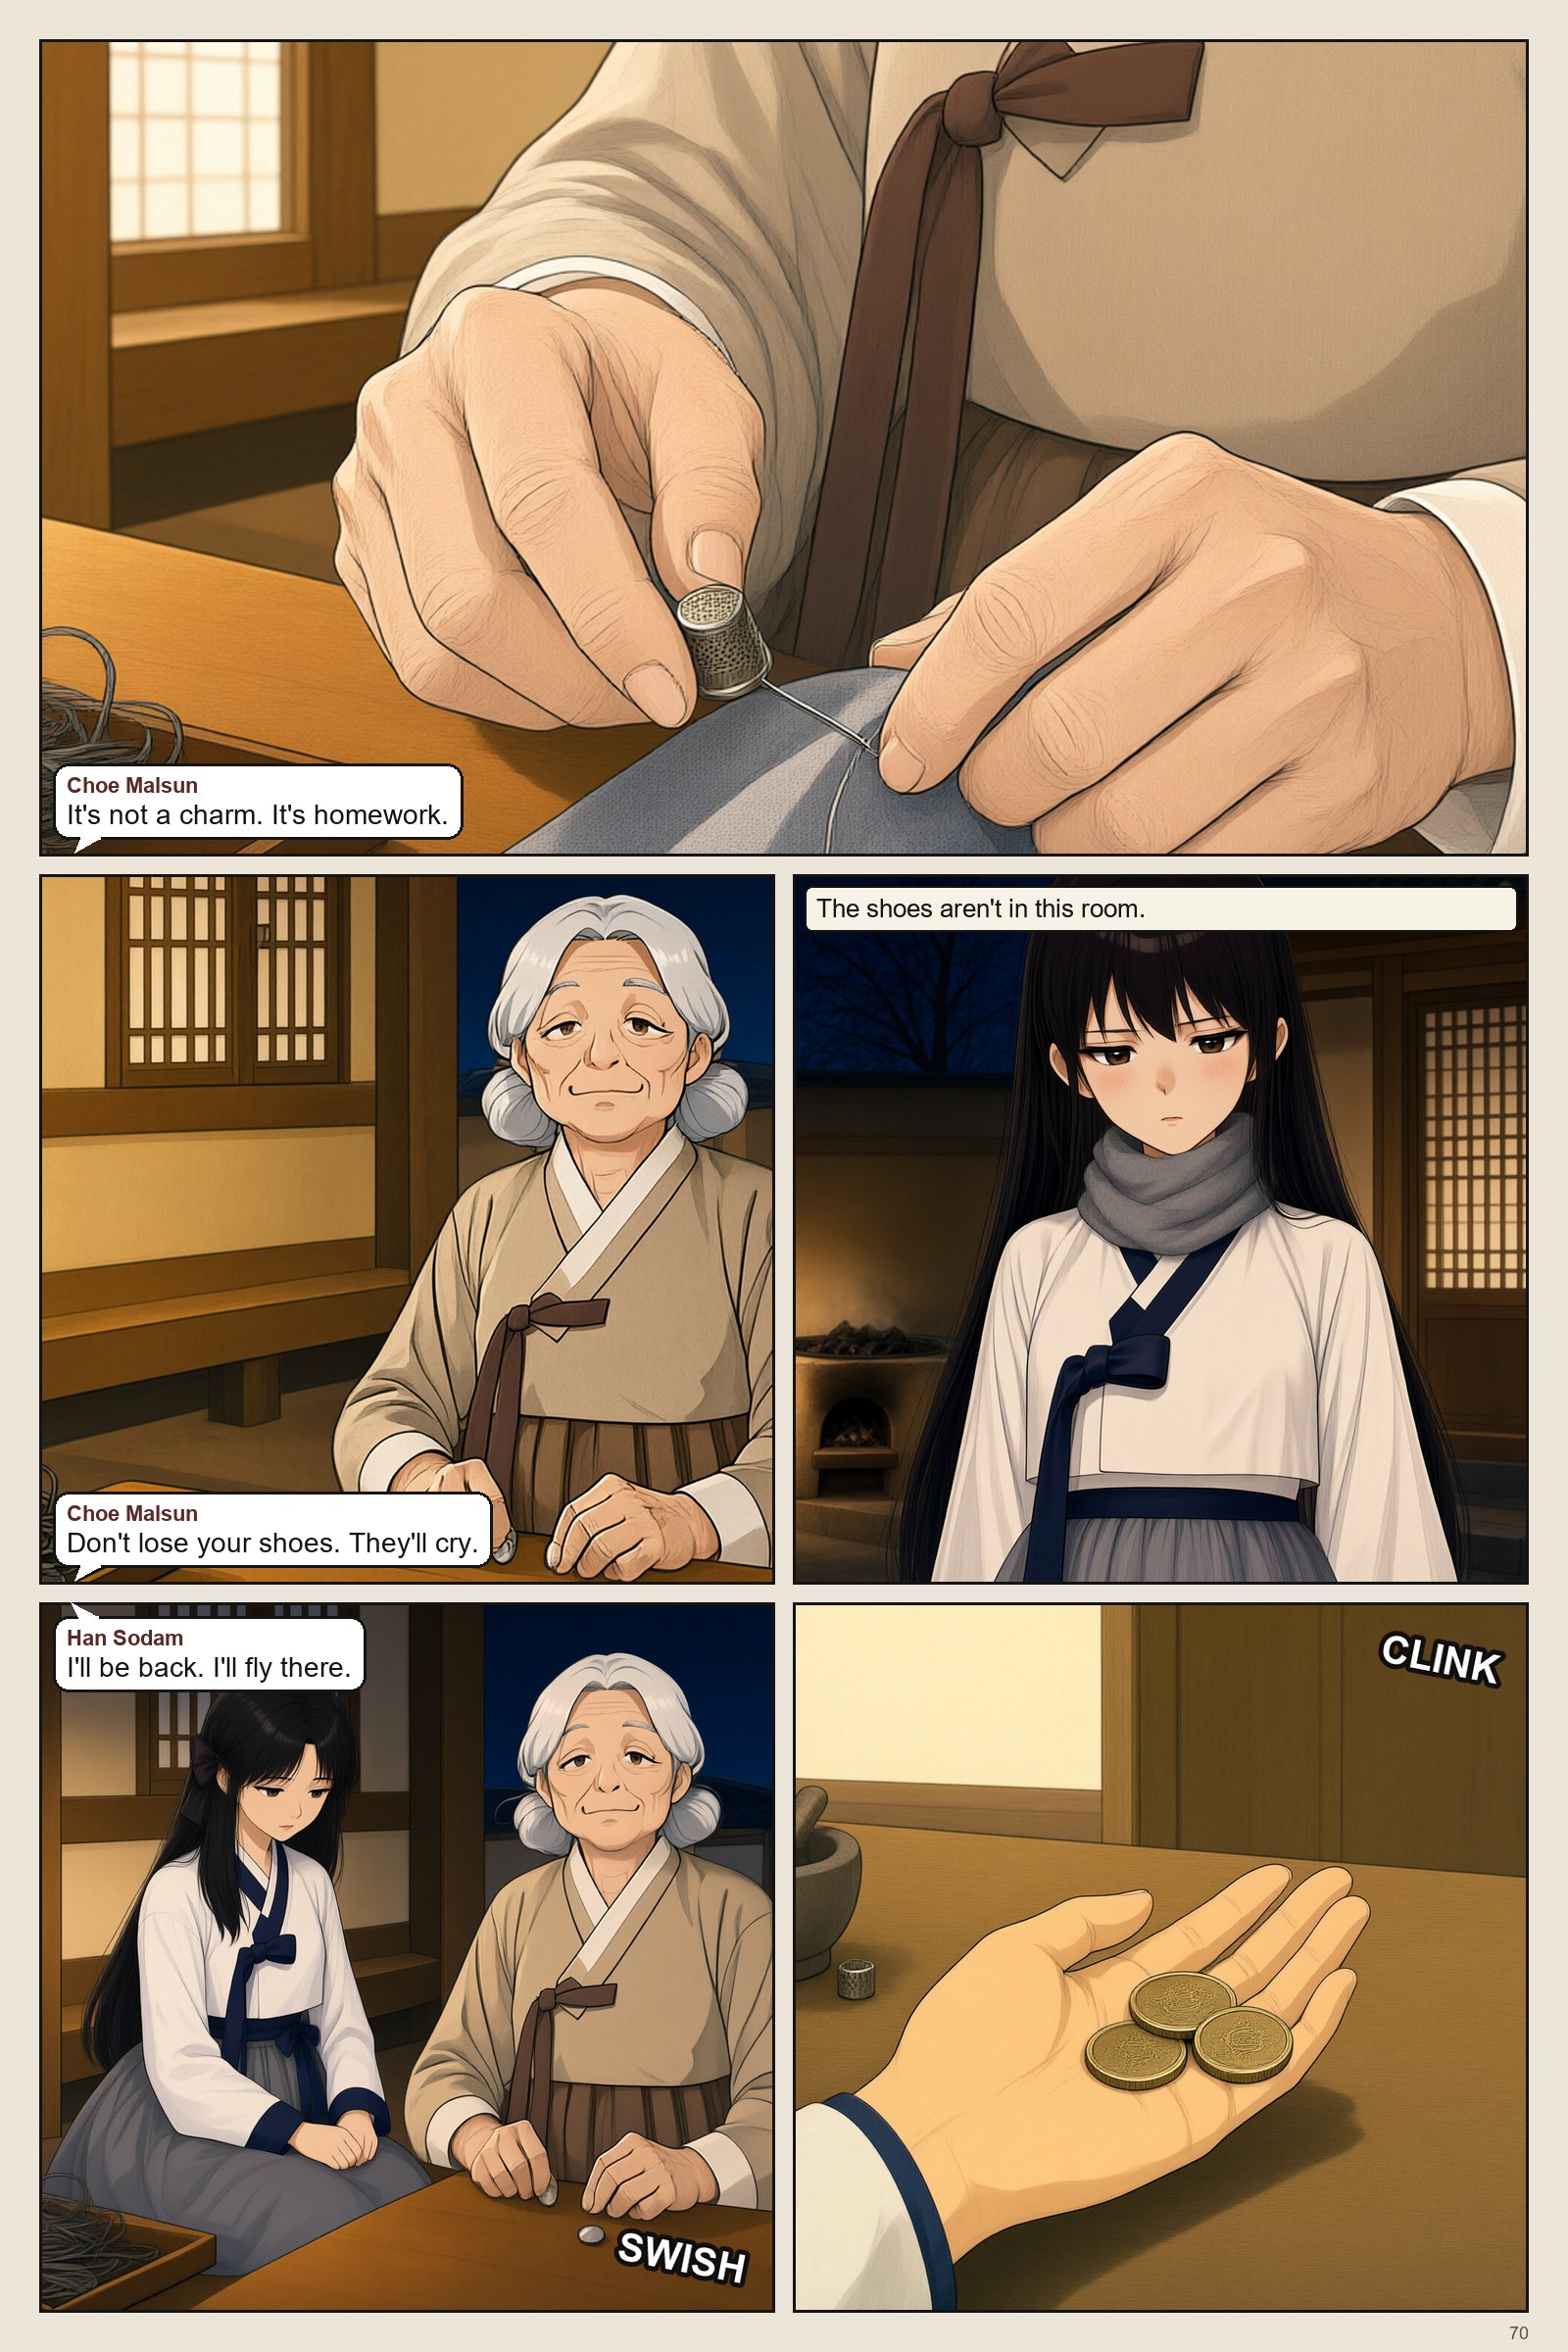 Choe Malsun
It's not a charm. It's homework.
Choe Malsun
Don't lose your shoes. They'll cry.
The shoes aren't in this room.
Han Sodam
I'll be back. I'll fly there.
SWISH
CLINK
70